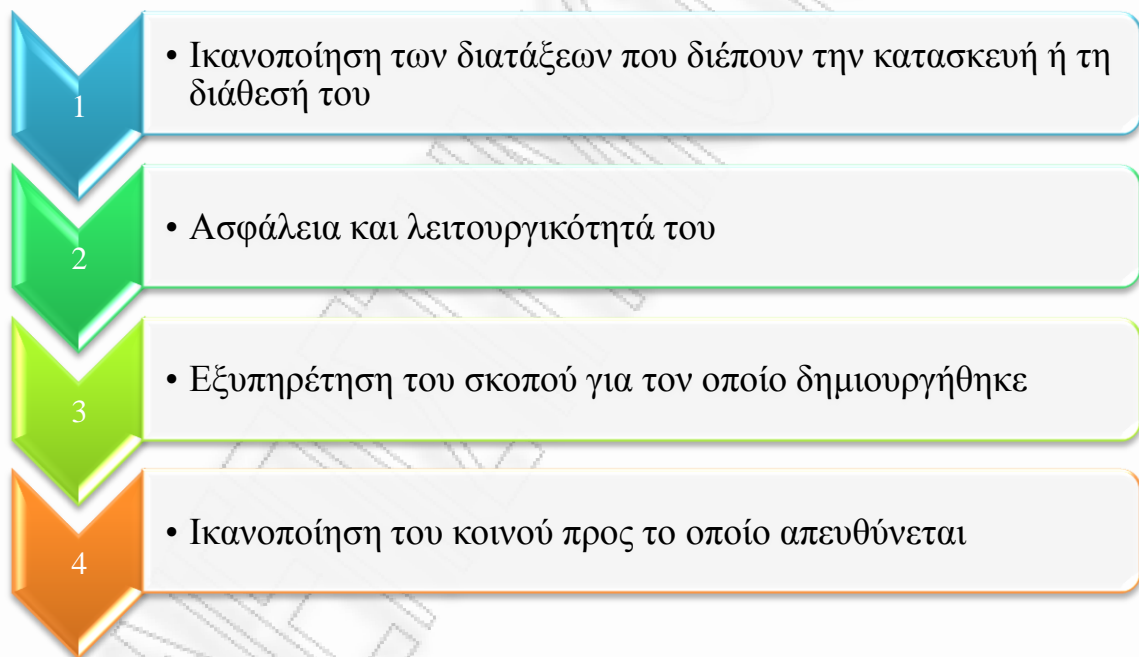 1
• Ικανοποίηση των διατάξεων που διέπουν την κατασκευή ή τη
διάθεσή του
2
• Ασφάλεια και λειτουργικότητά του
3
• Εξυπηρέτηση του σκοπού για τον οποίο δημιουργήθηκε
4
• Ικανοποίηση του κοινού προς το οποίο απευθύνεται